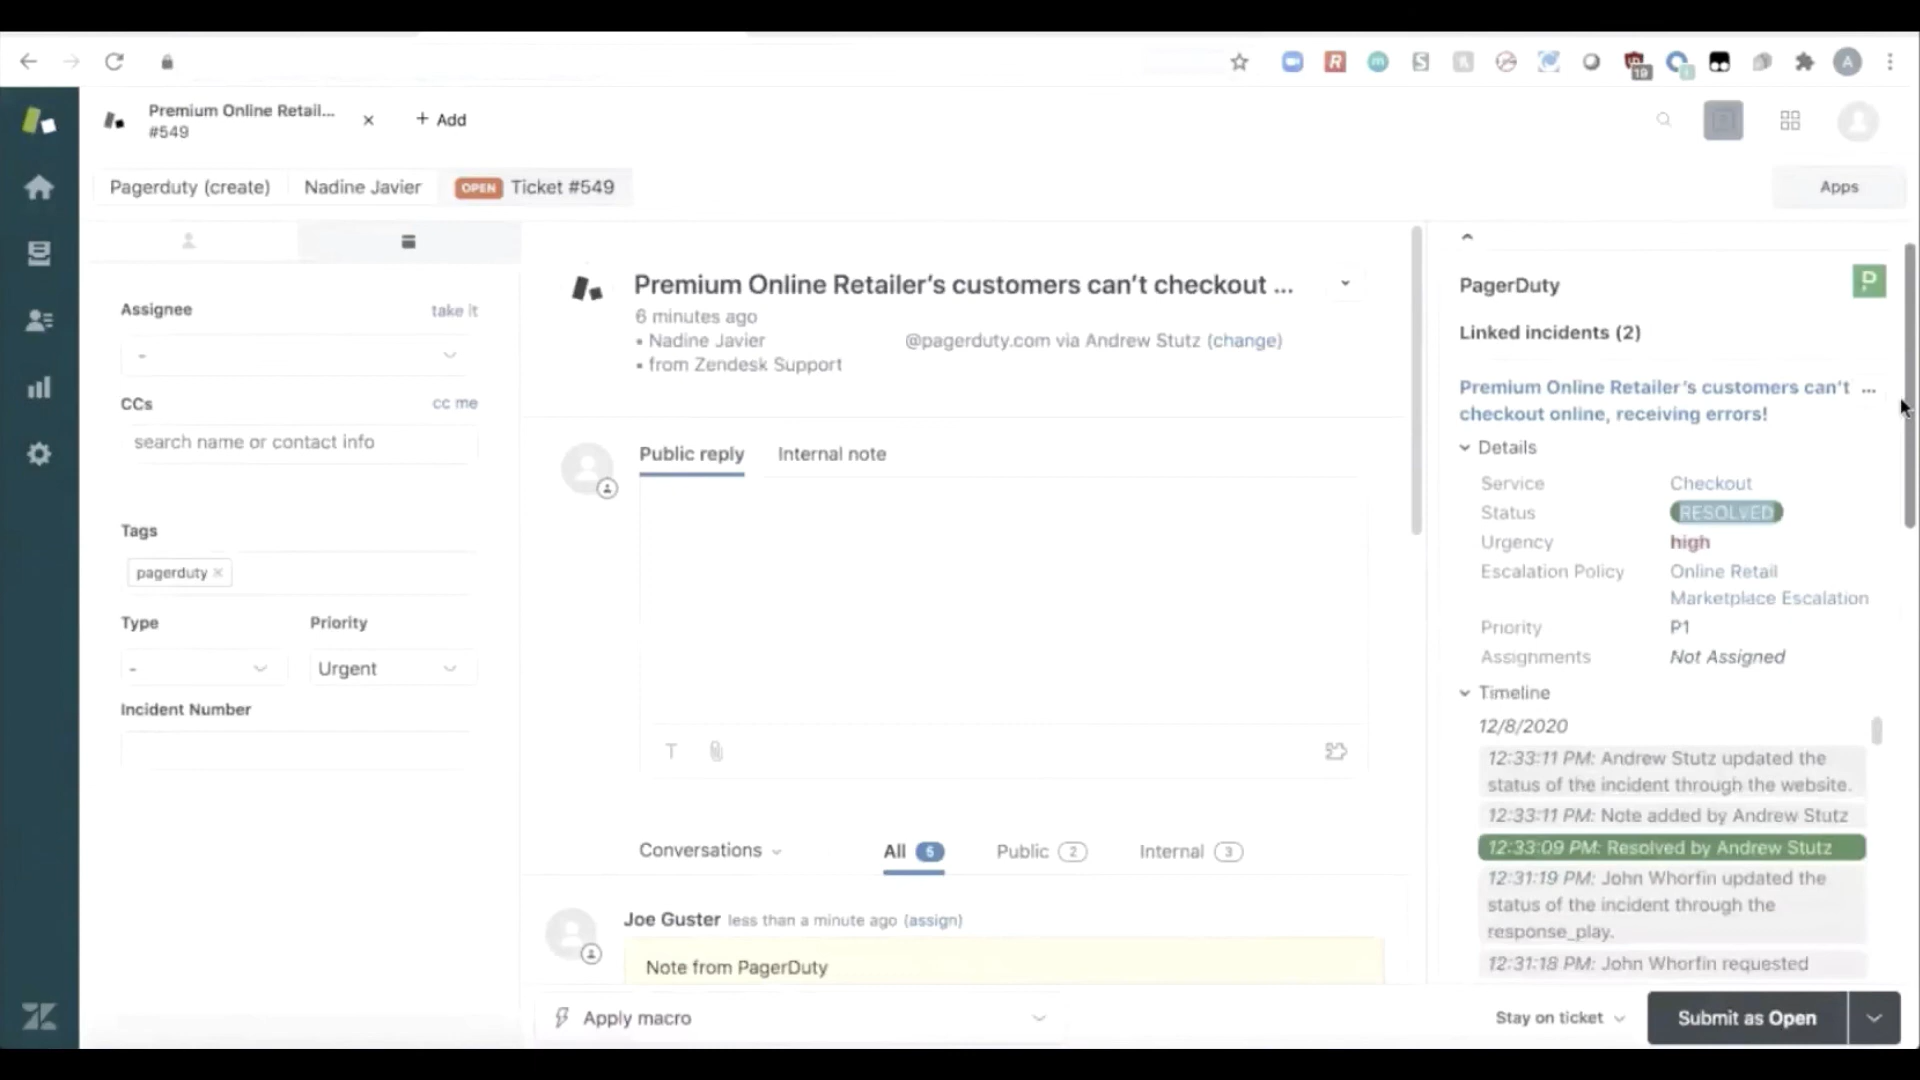 19
1
A
Premium Online Retail...
#549
+ Add
Pagerduty (create)
Nadine Javier
OPEN Ticket #549
Apps
Assignee
take it
-
CCs
cc me
search name or contact info
Tags
pagerduty ×
Type
Priority
-
Urgent
Incident Number
Premium Online Retailer’s customers can’t checkout ...
6 minutes ago
• Nadine Javier @pagerduty.com via Andrew Stutz (change)
• from Zendesk Support
Public reply
Internal note
T
Conversations
All 5
Public 2
Internal 3
Joe Guster less than a minute ago (assign)
Note from PagerDuty
Apply macro
Stay on ticket
Submit as Open
PagerDuty
P
Linked incidents (2)
Premium Online Retailer's customers can't ...
checkout online, receiving errors!
Details
Service Checkout
Status RESOLVED
Urgency high
Escalation Policy Online Retail
Marketplace Escalation
Priority P1
Assignments Not Assigned
Timeline
12/8/2020
12:33:11 PM: Andrew Stutz updated the
status of the incident through the website.
12:33:11 PM: Note added by Andrew Stutz
12:33:09 PM: Resolved by Andrew Stutz
12:31:19 PM: John Whorfin updated the
status of the incident through the
response_play.
12:31:18 PM: John Whorfin requested